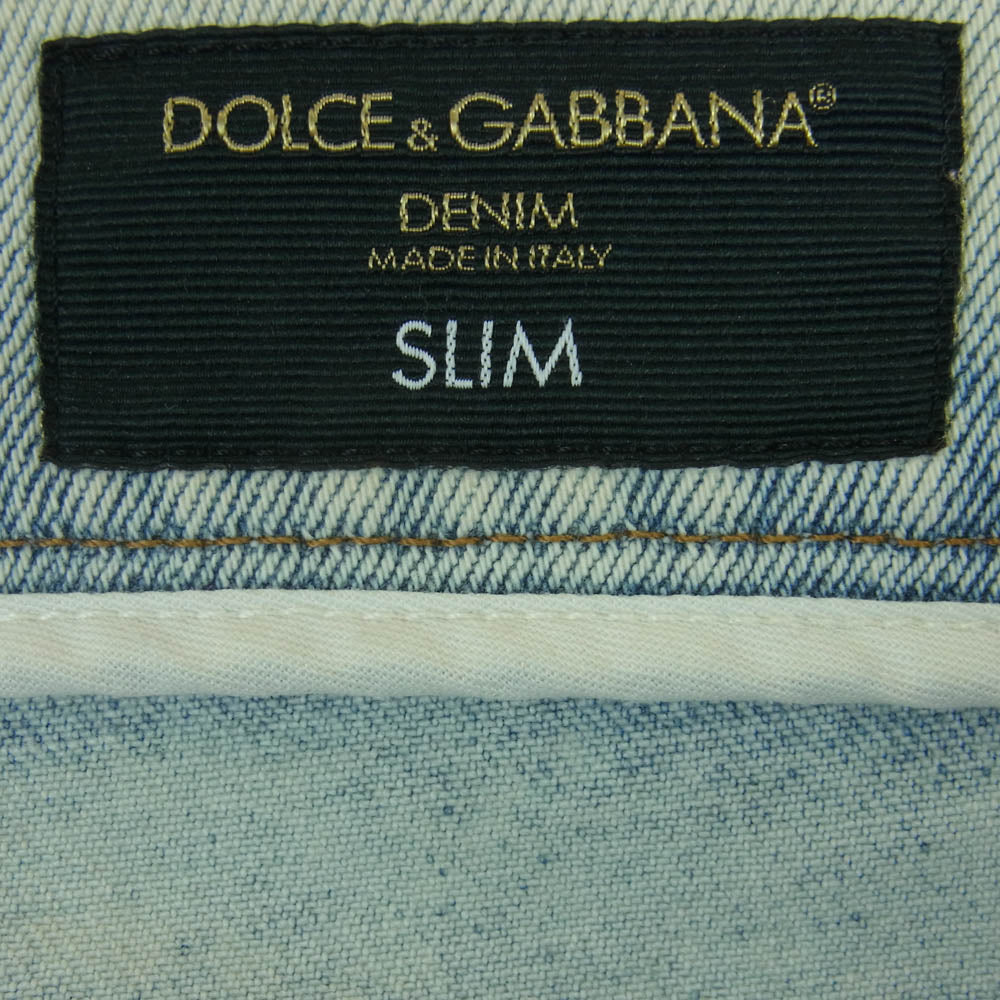 DOLCE & GABBANA®
DENIM
MADE IN ITALY
SLIM